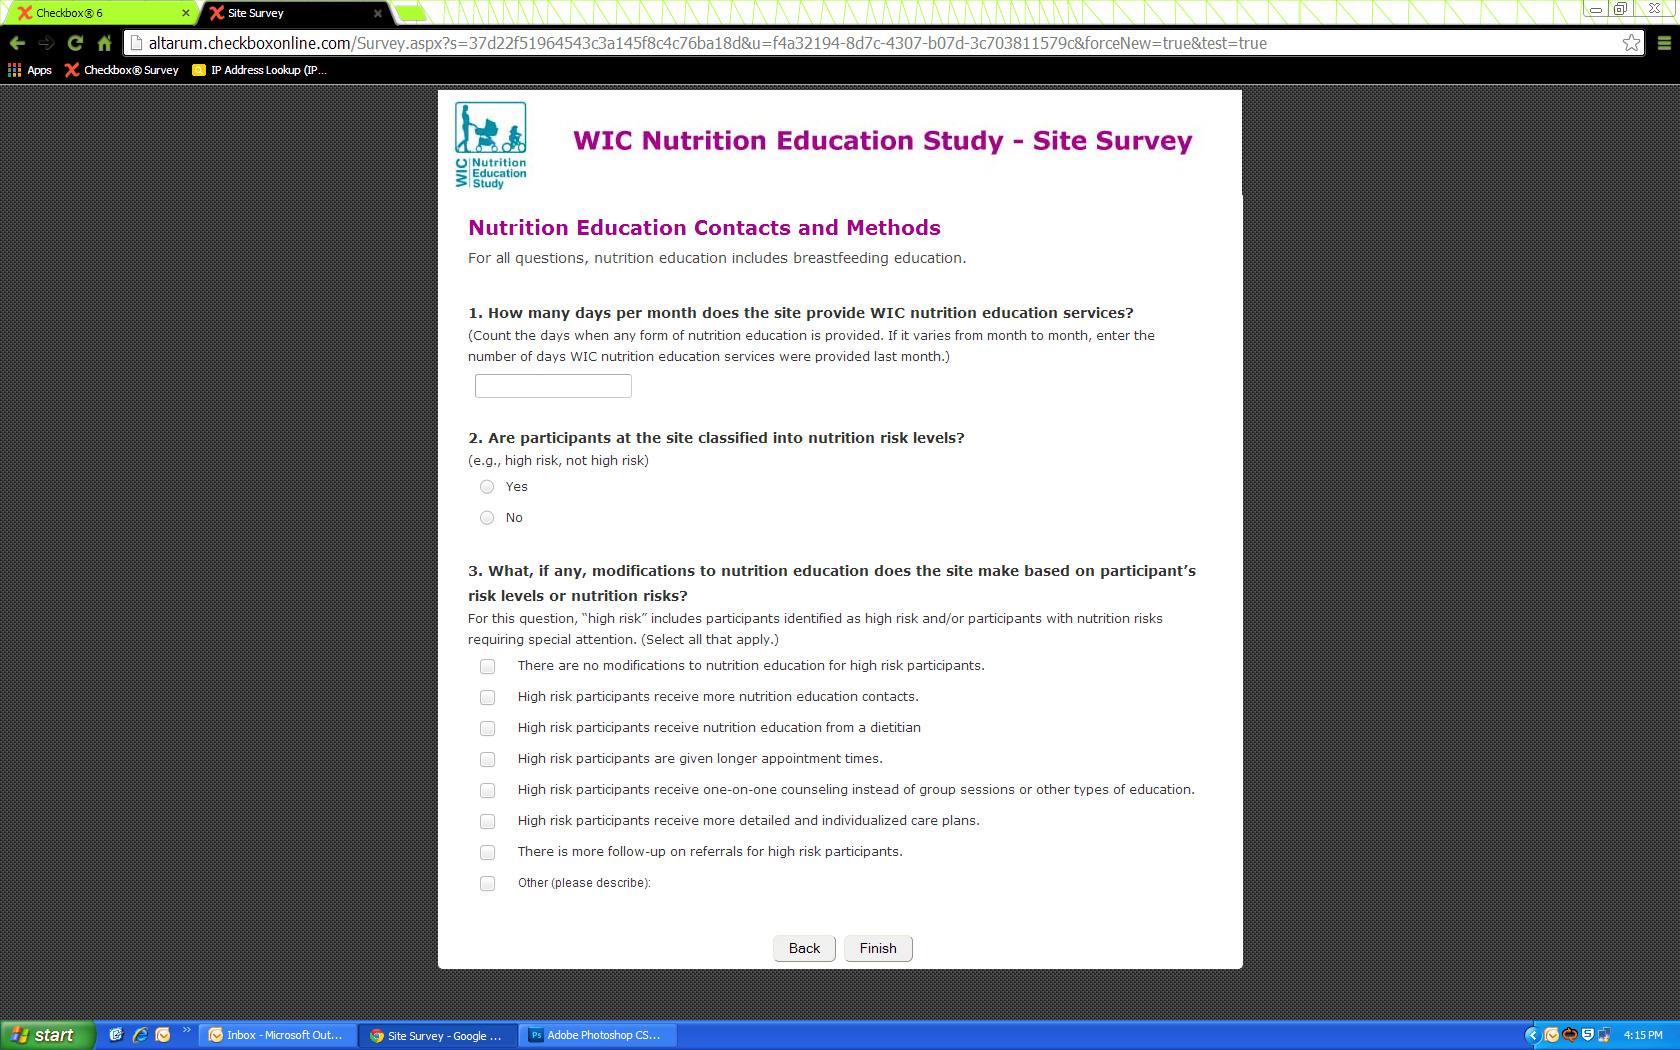 Checkbox® 6
Site Survey
altarum.checkboxonline.com/Survey.aspx?s=37d22f51964543c3a145f8c4c76ba18d&u=f4a32194-8d7c-4307-b07d-3c703811579c&forceNew=true&test=true
Apps
Checkbox® Survey
IP Address Lookup (IP...
WIC Nutrition Education Study
WIC Nutrition Education Study - Site Survey
Nutrition Education Contacts and Methods
For all questions, nutrition education includes breastfeeding education.
1. How many days per month does the site provide WIC nutrition education services?
(Count the days when any form of nutrition education is provided. If it varies from month to month, enter the
number of days WIC nutrition education services were provided last month.)
2. Are participants at the site classified into nutrition risk levels?
(e.g., high risk, not high risk)
Yes
No
3. What, if any, modifications to nutrition education does the site make based on participant’s
risk levels or nutrition risks?
For this question, “high risk” includes participants identified as high risk and/or participants with nutrition risks
requiring special attention. (Select all that apply.)
There are no modifications to nutrition education for high risk participants.
High risk participants receive more nutrition education contacts.
High risk participants receive nutrition education from a dietitian
High risk participants are given longer appointment times.
High risk participants receive one-on-one counseling instead of group sessions or other types of education.
High risk participants receive more detailed and individualized care plans.
There is more follow-up on referrals for high risk participants.
Other (please describe):
Back
Finish
start
Inbox - Microsoft Out...
Site Survey - Google ...
Ps Adobe Photoshop CS...
4:15 PM